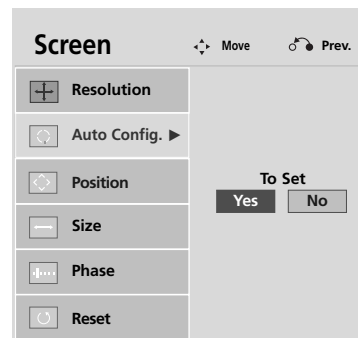 Screen Move Prev.
Resolution
Auto Config. ►
Position
To Set
Yes No
Size
Phase
Reset